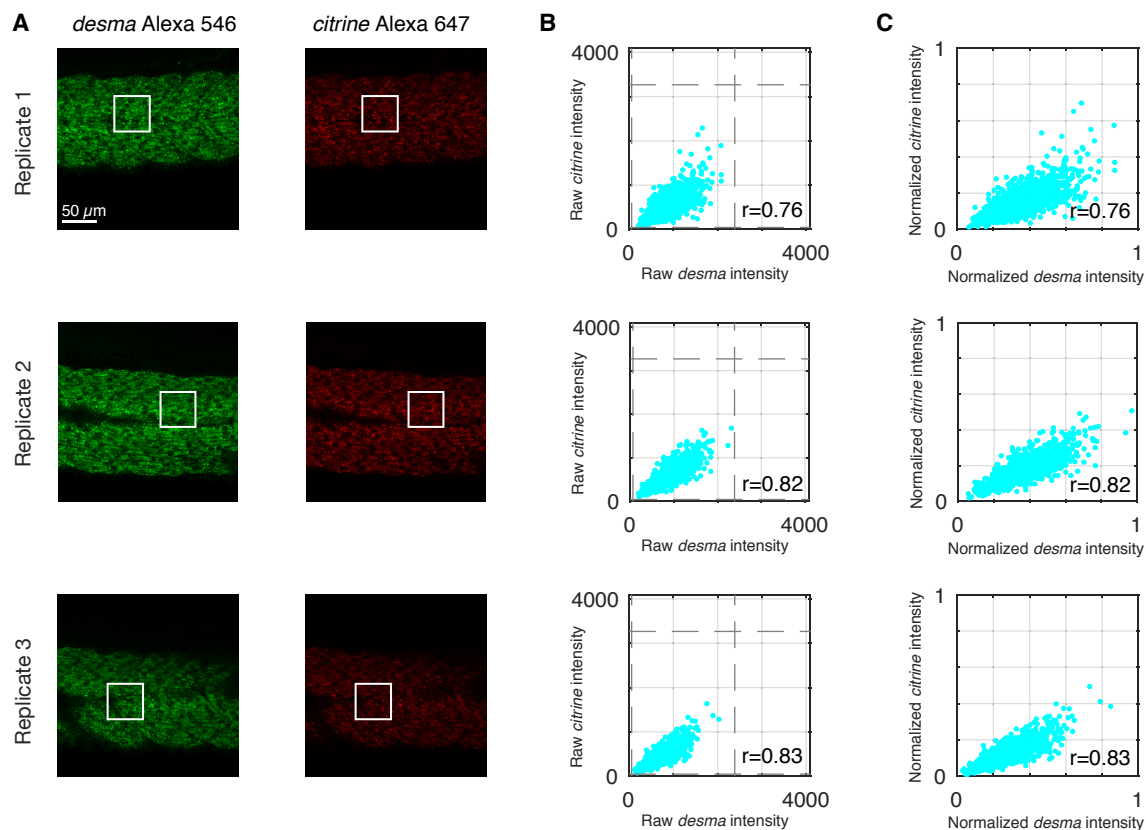 A
desma Alexa 546
citrine Alexa 647
B
C
Replicate 1
50 µm
4000
Raw citrine intensity
0
r=0.76
0
4000
Raw desma intensity
1
Normalized citrine intensity
0
r=0.76
0
1
Normalized desma intensity
Replicate 2
4000
Raw citrine intensity
0
r=0.82
0
4000
Raw desma intensity
1
Normalized citrine intensity
0
r=0.82
0
1
Normalized desma intensity
Replicate 3
4000
Raw citrine intensity
0
r=0.83
0
4000
Raw desma intensity
1
Normalized citrine intensity
0
r=0.83
0
1
Normalized desma intensity